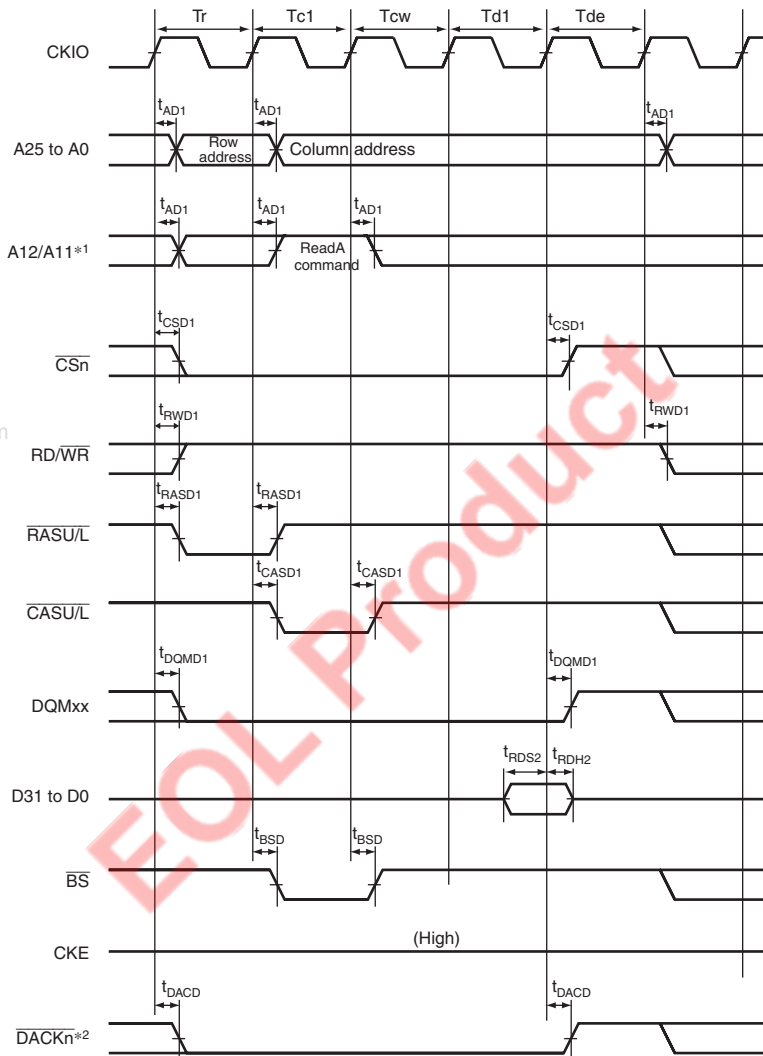 Tr Tc1 Tcw Td1 Tde
CKIO
tAD1 tAD1 tAD1
A25 to A0 Row address Column address
tAD1 tAD1 tAD1
A12/A11*1 ReadA command
tCSD1 tCSD1
CSn
tRWD1 tRWD1
RD/WR
tRASD1 tRASD1
RASU/L
tCASD1 tCASD1
CASU/L
tDQMD1 tDQMD1
DQMxx
tRDS2 tRDH2
D31 to D0
tBSD tBSD
BS
(High)
CKE
tDACD tDACD
DACKn*2
EOL Product